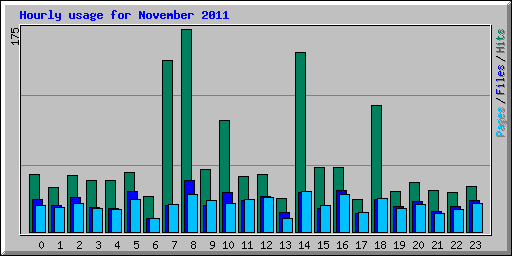 Hourly usage for November 2011
175
Pages / Files / Hits
0 1 2 3 4 5 6 7 8 9 10 11 12 13 14 15 16 17 18 19 20 21 22 23